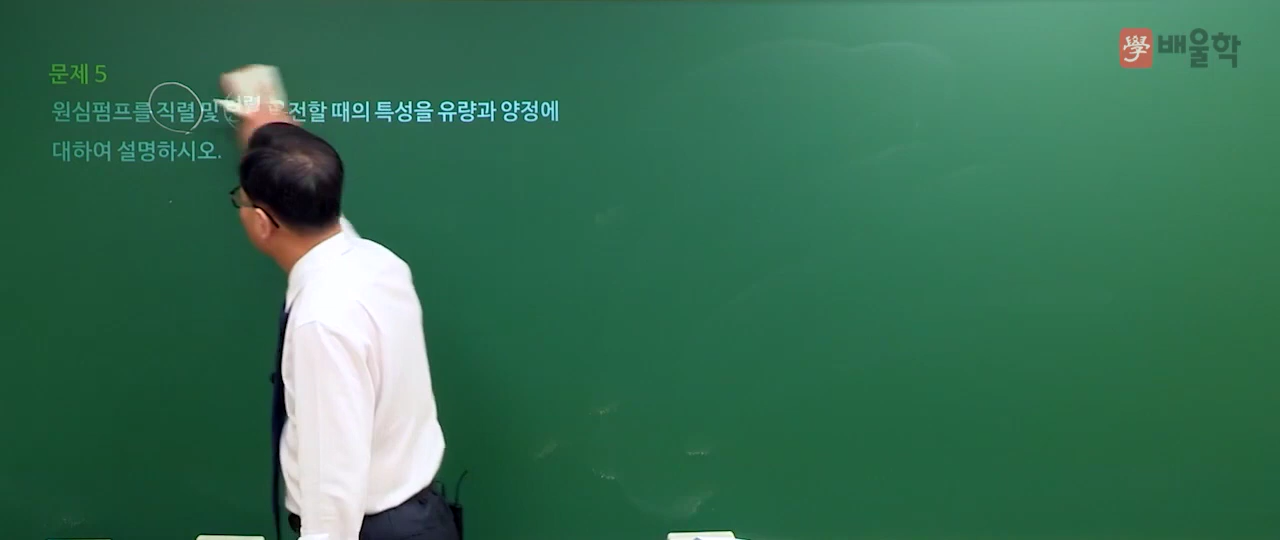 學 배울학
문제 5
원심펌프를 직렬 및 전할 때의 특성을 유량과 양정에
대하여 설명하시오.